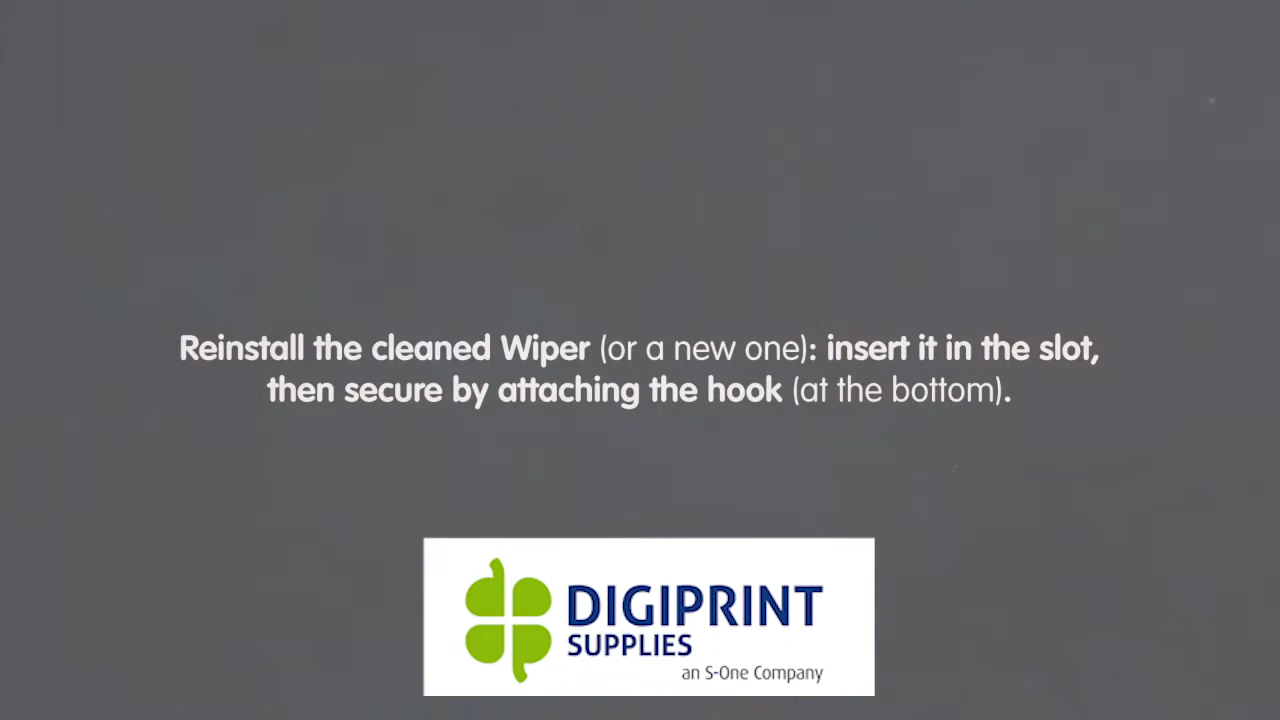 Reinstall the cleaned Wiper (or a new one): insert it in the slot,
then secure by attaching the hook (at the bottom).
DIGIPRINT
SUPPLIES
an S-One Company